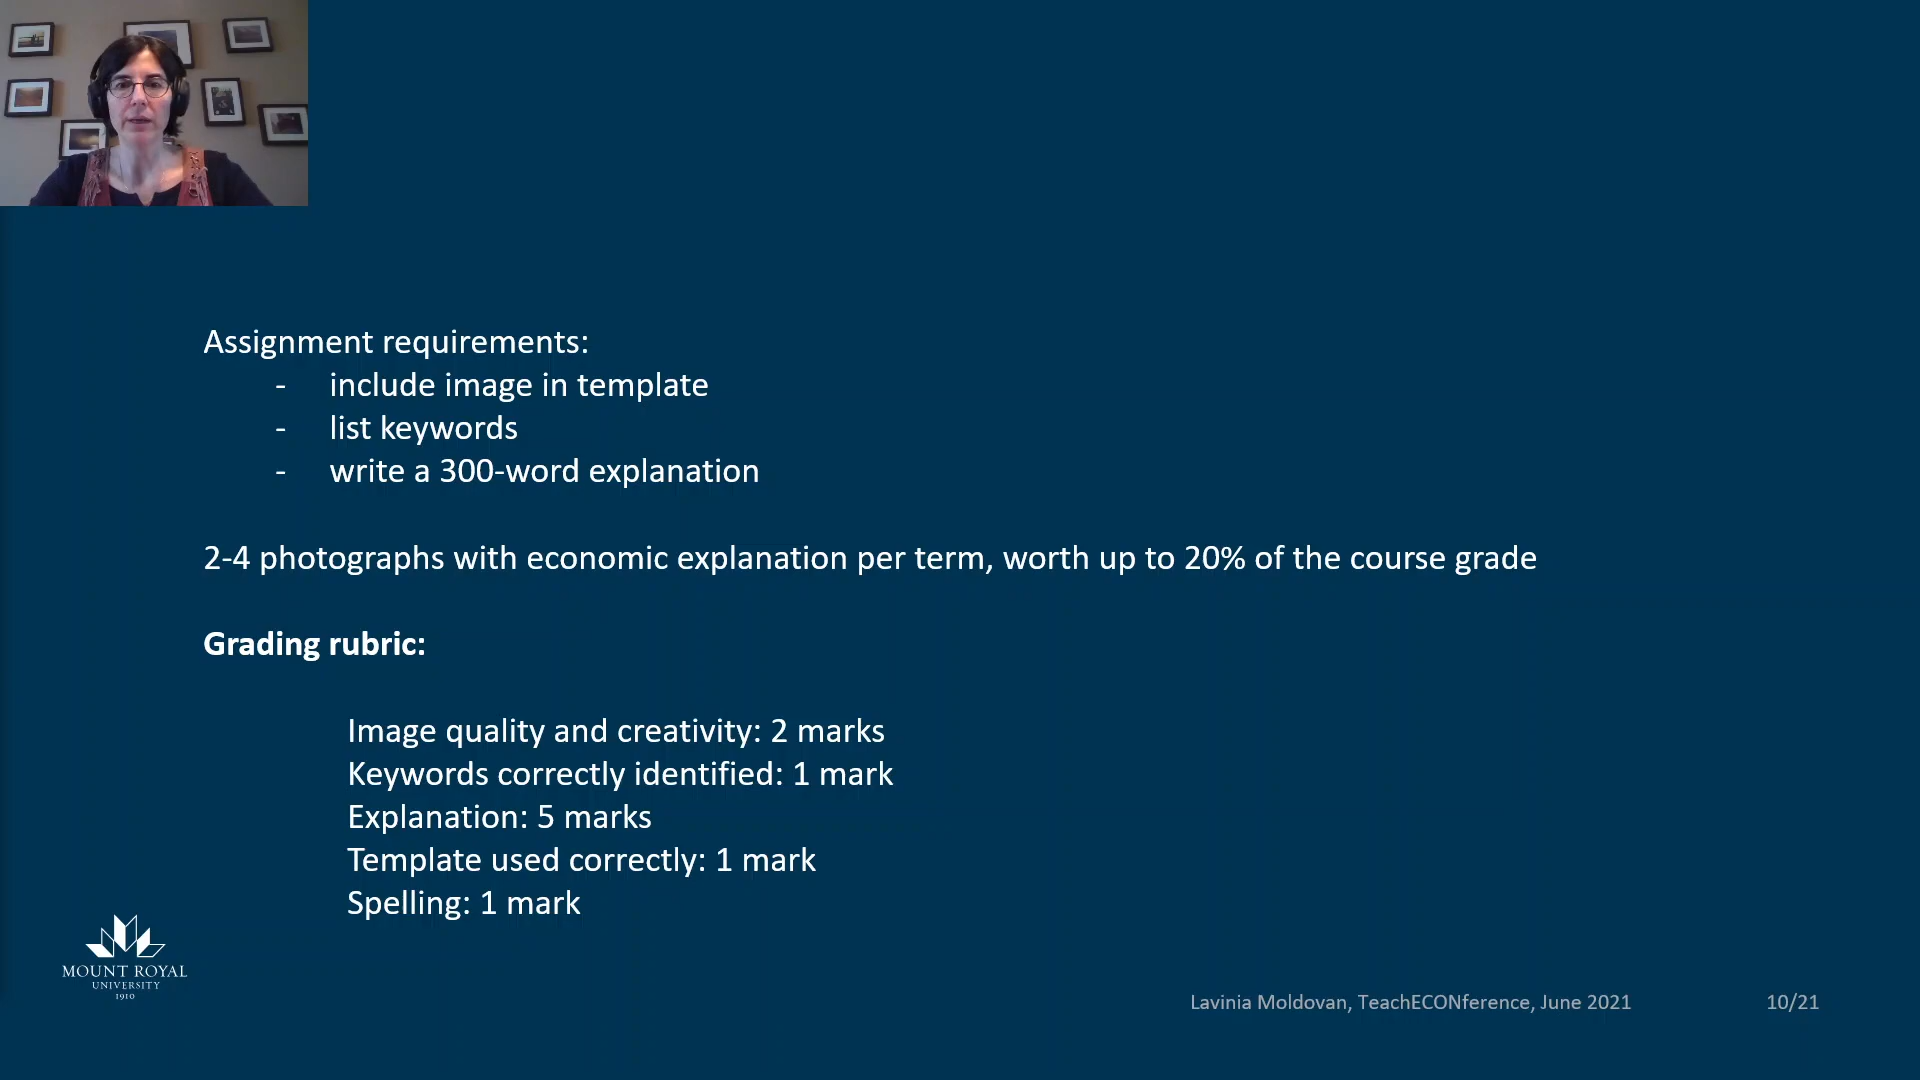 Assignment requirements:
- include image in template
- list keywords
- write a 300-word explanation
2-4 photographs with economic explanation per term, worth up to 20% of the course grade
Grading rubric:
Image quality and creativity: 2 marks
Keywords correctly identified: 1 mark
Explanation: 5 marks
Template used correctly: 1 mark
Spelling: 1 mark
MOUNT ROYAL
UNIVERSITY
1910
Lavinia Moldovan, TeachECONference, June 2021 10/21